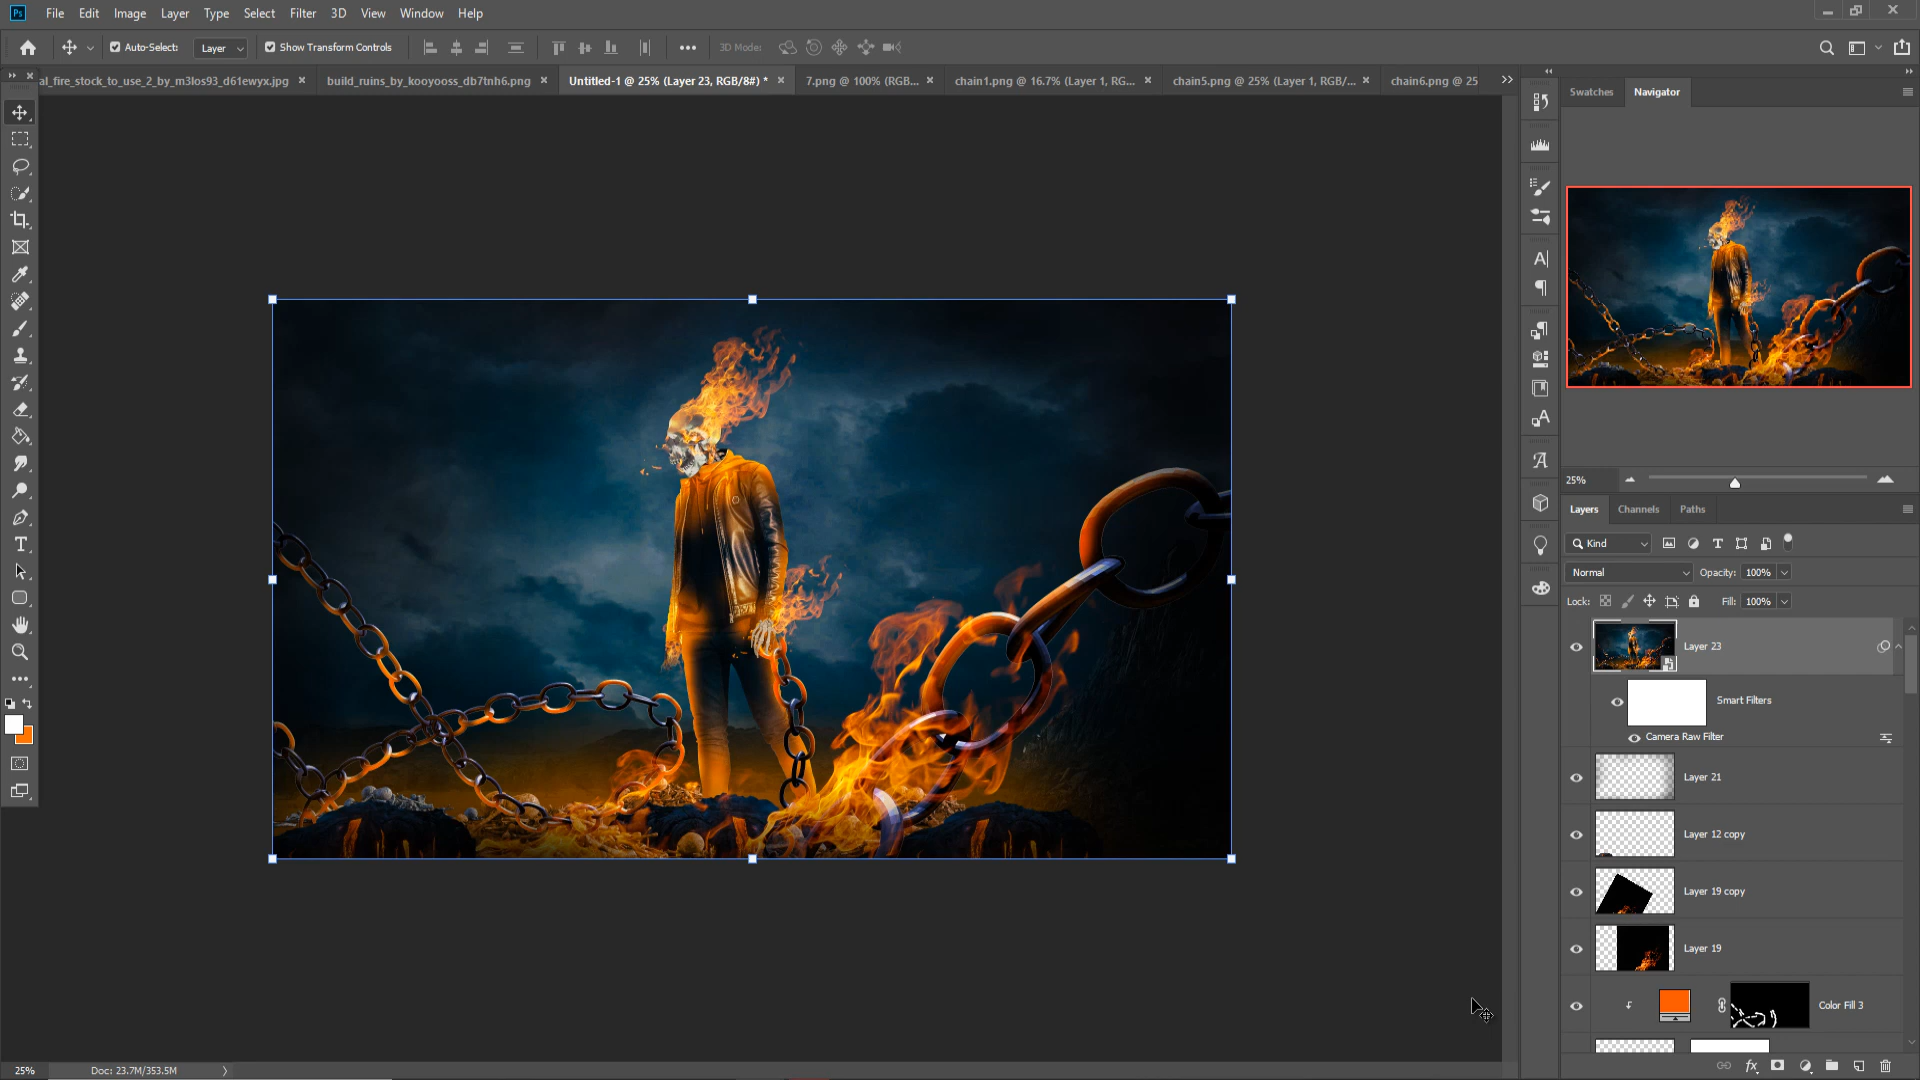 Ps File Edit Image Layer Type Select Filter 3D View Window Help
Auto-Select: Layer Show Transform Controls 3D Mode:
al_fire_stock_to_use_2_by_m3los93_d61ewyx.jpg build_ruins_by_kooyooss_db7tnh6.png Untitled-1 @ 25% (Layer 23, RGB/8#) * 7.png @ 100% (RGB... chain1.png @ 16.7% (Layer 1, RG... chain5.png @ 25% (Layer 1, RGB/... chain6.png @ 25
Swatches Navigator
25%
Layers Channels Paths
Kind
Normal Opacity: 100%
Lock: Fill: 100%
Layer 23
Smart Filters
Camera Raw Filter
Layer 21
Layer 12 copy
Layer 19 copy
Layer 19
Color Fill 3
25% Doc: 23.7M/353.5M